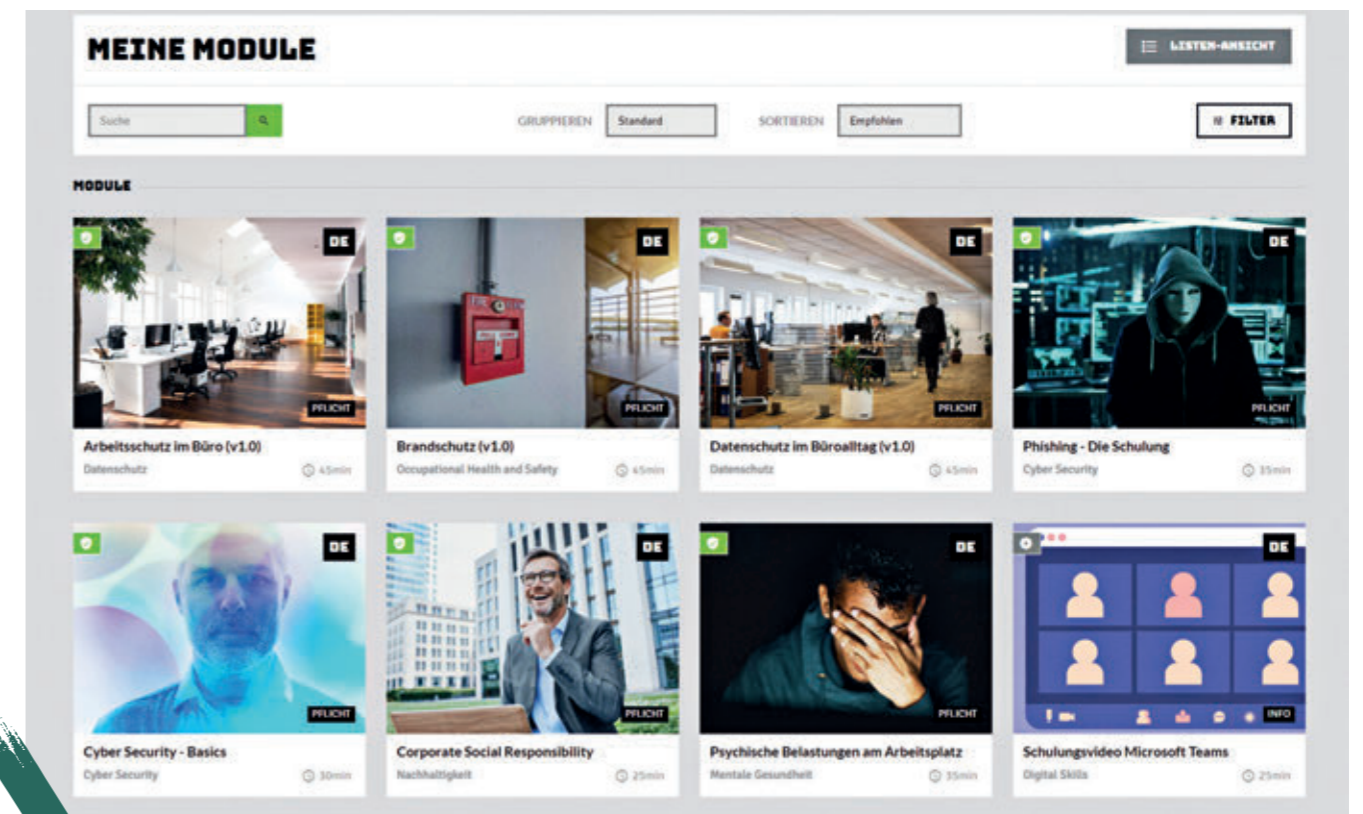 MEINE MODULE
LISTEN-ANSICHT
Suche
GRUPPIEREN Standard
SORTIEREN Empfohlen
FILTER
MODULE
DE
PFLICHT
Arbeitsschutz im Büro (v1.0)
Datenschutz 45min
FIRE
DE
PFLICHT
Brandschutz (v1.0)
Occupational Health and Safety 45min
DE
PFLICHT
Datenschutz im Büroalltag (v1.0)
Datenschutz 45min
DE
PFLICHT
Phishing - Die Schulung
Cyber Security 35min
DE
PFLICHT
Cyber Security - Basics
Cyber Security 30min
DE
PFLICHT
Corporate Social Responsibility
Nachhaltigkeit 25min
DE
PFLICHT
Psychische Belastungen am Arbeitsplatz
Mentale Gesundheit 35min
DE
INFO
Schulungsvideo Microsoft Teams
Digital Skills 25min